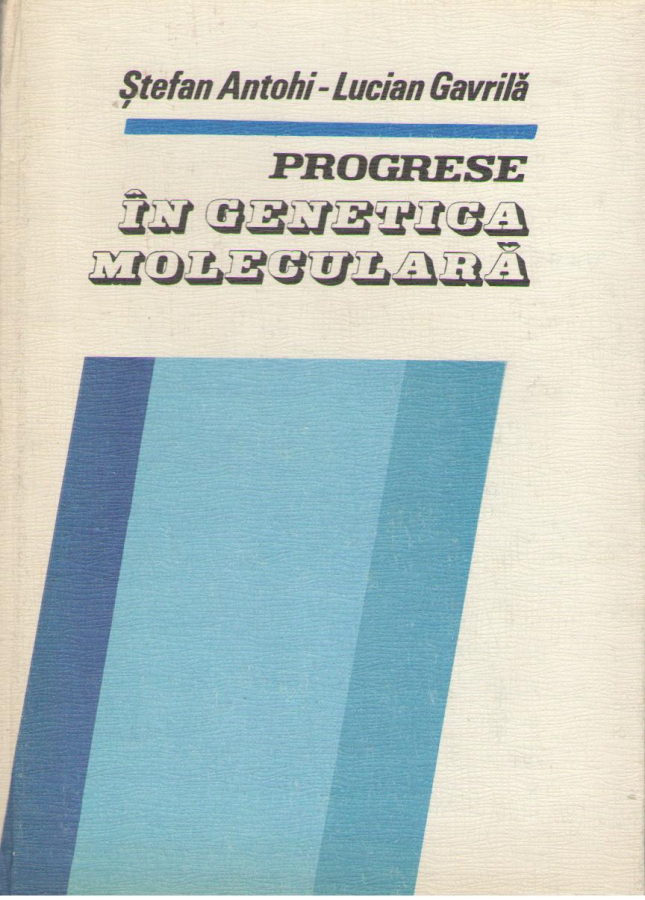 Ștefan Antohi - Lucian Gavrilă
PROGRESE
ÎN GENETICA
MOLECULARĂ